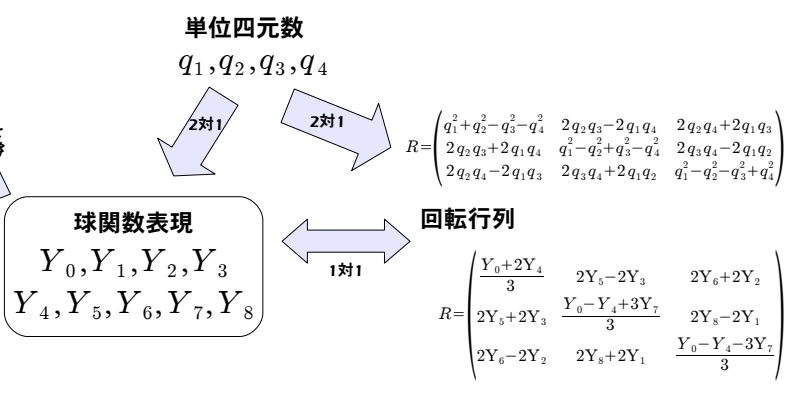 単位四元数
q₁,q₂,q₃,q₄
2対1
2対1
R=
q₁²+q₂²−q₃²−q₄² 2q₂q₃−2q₁q₄ 2q₂q₄+2q₁q₃
2q₂q₃+2q₁q₄ q₁²−q₂²+q₃²−q₄² 2q₃q₄−2q₁q₂
2q₂q₄−2q₁q₃ 2q₃q₄+2q₁q₂ q₁²−q₂²−q₃²+q₄²
球関数表現
Y₀,Y₁,Y₂,Y₃
Y₄,Y₅,Y₆,Y₇,Y₈
1対1
回転行列
R=
(Y₀+2Y₄)/3 2Y₅−2Y₃ 2Y₆+2Y₂
2Y₅+2Y₃ (Y₀−Y₄+3Y₇)/3 2Y₈−2Y₁
2Y₆−2Y₂ 2Y₈+2Y₁ (Y₀−Y₄−3Y₇)/3